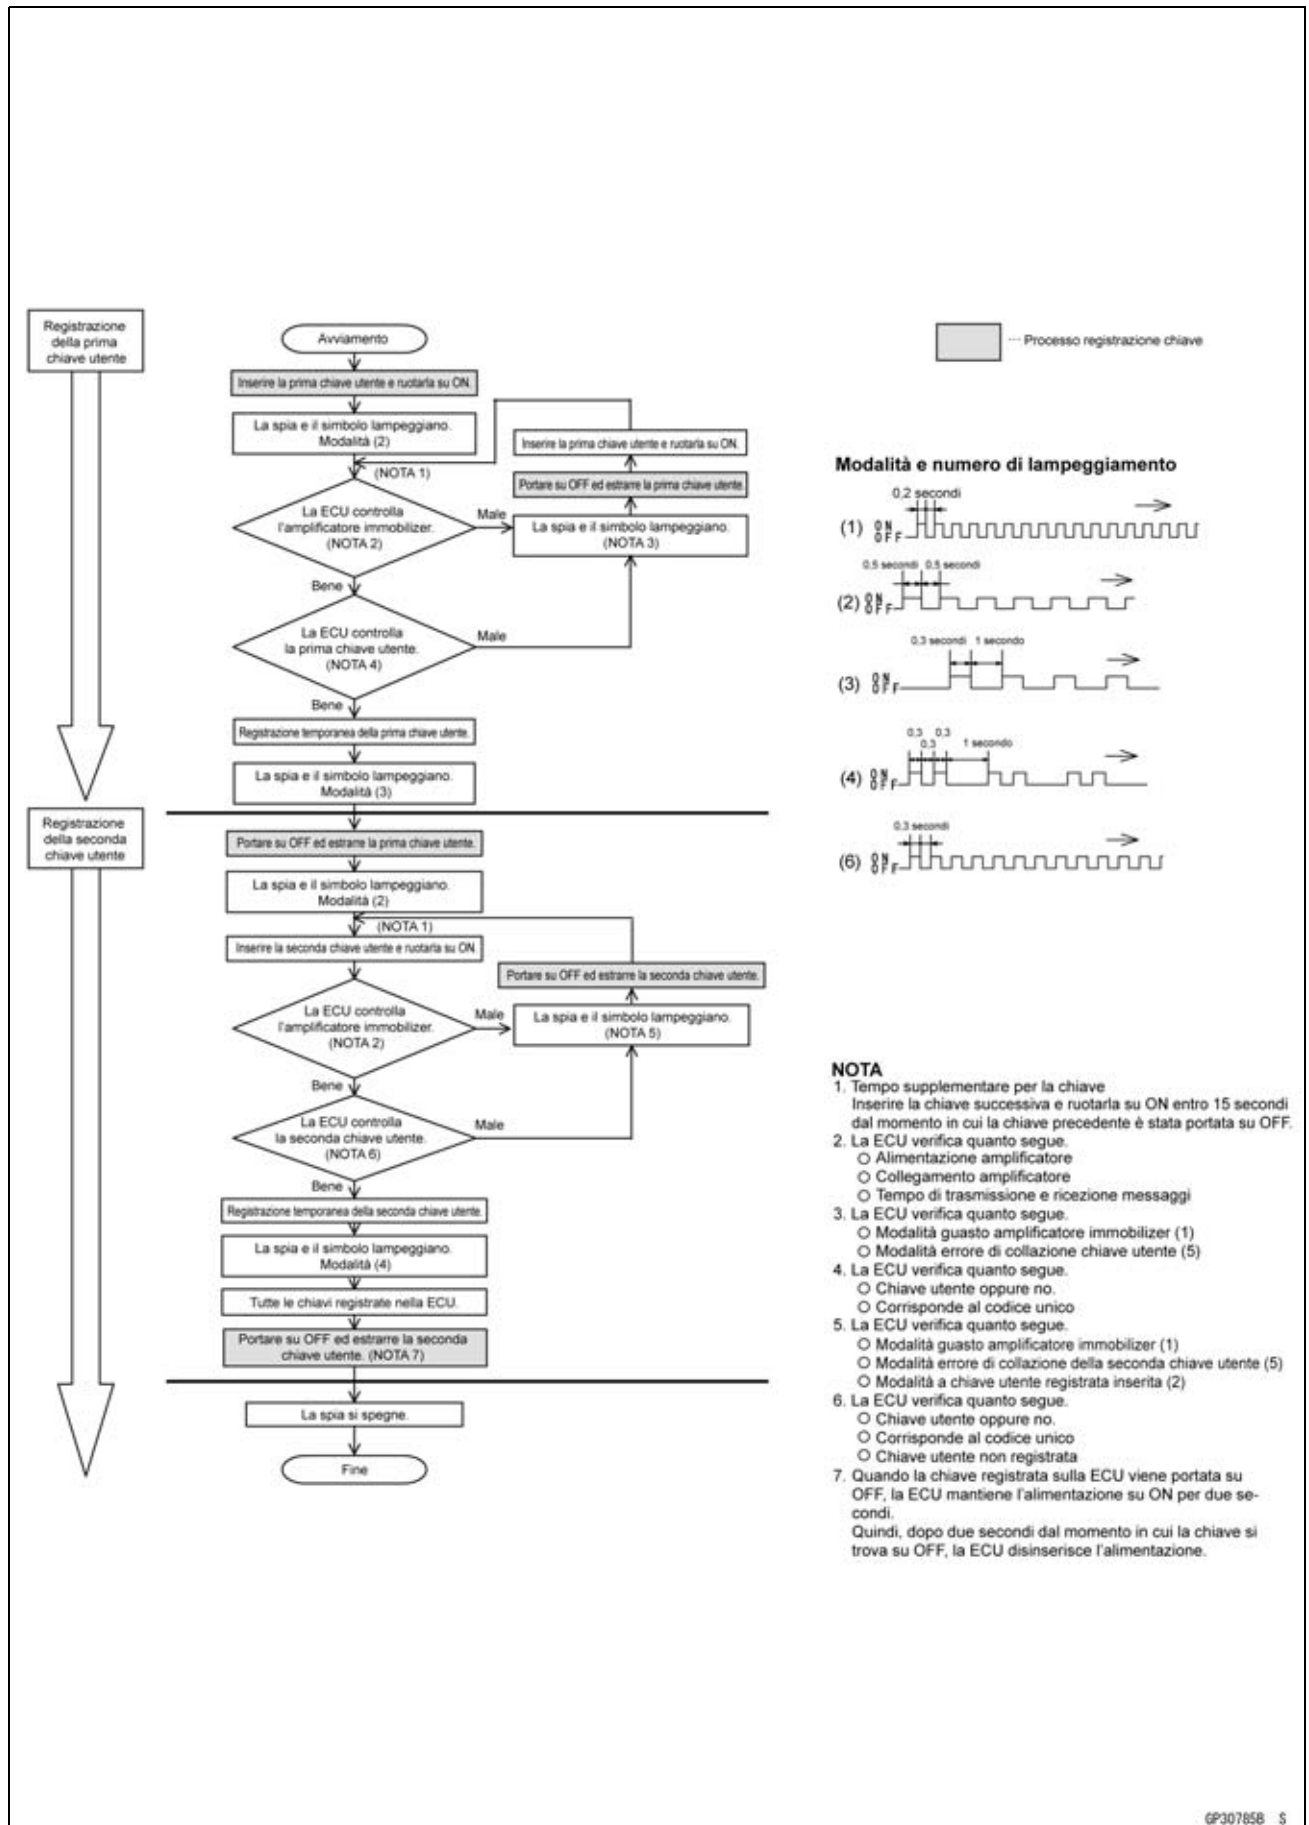 Registrazione
della prima
chiave utente
Avviamento
Inserire la prima chiave utente e ruotarla su ON.
La spia e il simbolo lampeggiano.
Modalità (2)
(NOTA 1)
La ECU controlla
l'amplificatore immobilizer.
(NOTA 2)
Male
Inserire la prima chiave utente e ruotarla su ON.
Portare su OFF ed estrarre la prima chiave utente.
La spia e il simbolo lampeggiano.
(NOTA 3)
Bene
La ECU controlla
la prima chiave utente.
(NOTA 4)
Male
Bene
Registrazione temporanea della prima chiave utente.
La spia e il simbolo lampeggiano.
Modalità (3)
Registrazione
della seconda
chiave utente
Portare su OFF ed estrarre la prima chiave utente.
La spia e il simbolo lampeggiano.
Modalità (2)
(NOTA 1)
Inserire la seconda chiave utente e ruotarla su ON.
La ECU controlla
l'amplificatore immobilizer.
(NOTA 2)
Male
Portare su OFF ed estrarre la seconda chiave utente.
La spia e il simbolo lampeggiano.
(NOTA 5)
Bene
La ECU controlla
la seconda chiave utente.
(NOTA 6)
Male
Bene
Registrazione temporanea della seconda chiave utente.
La spia e il simbolo lampeggiano.
Modalità (4)
Tutte le chiavi registrate nella ECU.
Portare su OFF ed estrarre la seconda
chiave utente. (NOTA 7)
La spia si spegne.
Fine
··· Processo registrazione chiave
Modalità e numero di lampeggiamento
0,2 secondi
(1) ON OFF
0,5 secondi 0,5 secondi
(2) ON OFF
0,3 secondi 1 secondo
(3) ON OFF
0,3 0,3
0,3 1 secondo
(4) ON OFF
0,3 secondi
(6) ON OFF
NOTA
1. Tempo supplementare per la chiave
Inserire la chiave successiva e ruotarla su ON entro 15 secondi
dal momento in cui la chiave precedente è stata portata su OFF.
2. La ECU verifica quanto segue.
○ Alimentazione amplificatore
○ Collegamento amplificatore
○ Tempo di trasmissione e ricezione messaggi
3. La ECU verifica quanto segue.
○ Modalità guasto amplificatore immobilizer (1)
○ Modalità errore di collazione chiave utente (5)
4. La ECU verifica quanto segue.
○ Chiave utente oppure no.
○ Corrisponde al codice unico
5. La ECU verifica quanto segue.
○ Modalità guasto amplificatore immobilizer (1)
○ Modalità errore di collazione della seconda chiave utente (5)
○ Modalità a chiave utente registrata inserita (2)
6. La ECU verifica quanto segue.
○ Chiave utente oppure no.
○ Corrisponde al codice unico
○ Chiave utente non registrata
7. Quando la chiave registrata sulla ECU viene portata su
OFF, la ECU mantiene l'alimentazione su ON per due se-
condi.
Quindi, dopo due secondi dal momento in cui la chiave si
trova su OFF, la ECU disinserisce l'alimentazione.
GP30785B S